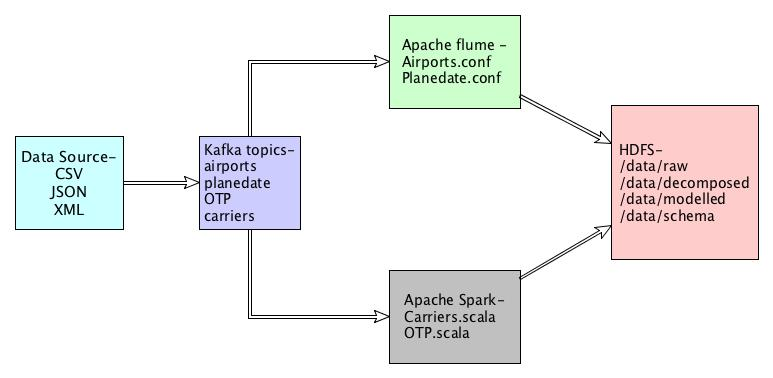 Data Source-
CSV
JSON
XML
Kafka topics-
airports
planedate
OTP
carriers
Apache flume -
Airports.conf
Planedate.conf
Apache Spark-
Carriers.scala
OTP.scala
HDFS-
/data/raw
/data/decomposed
/data/modelled
/data/schema